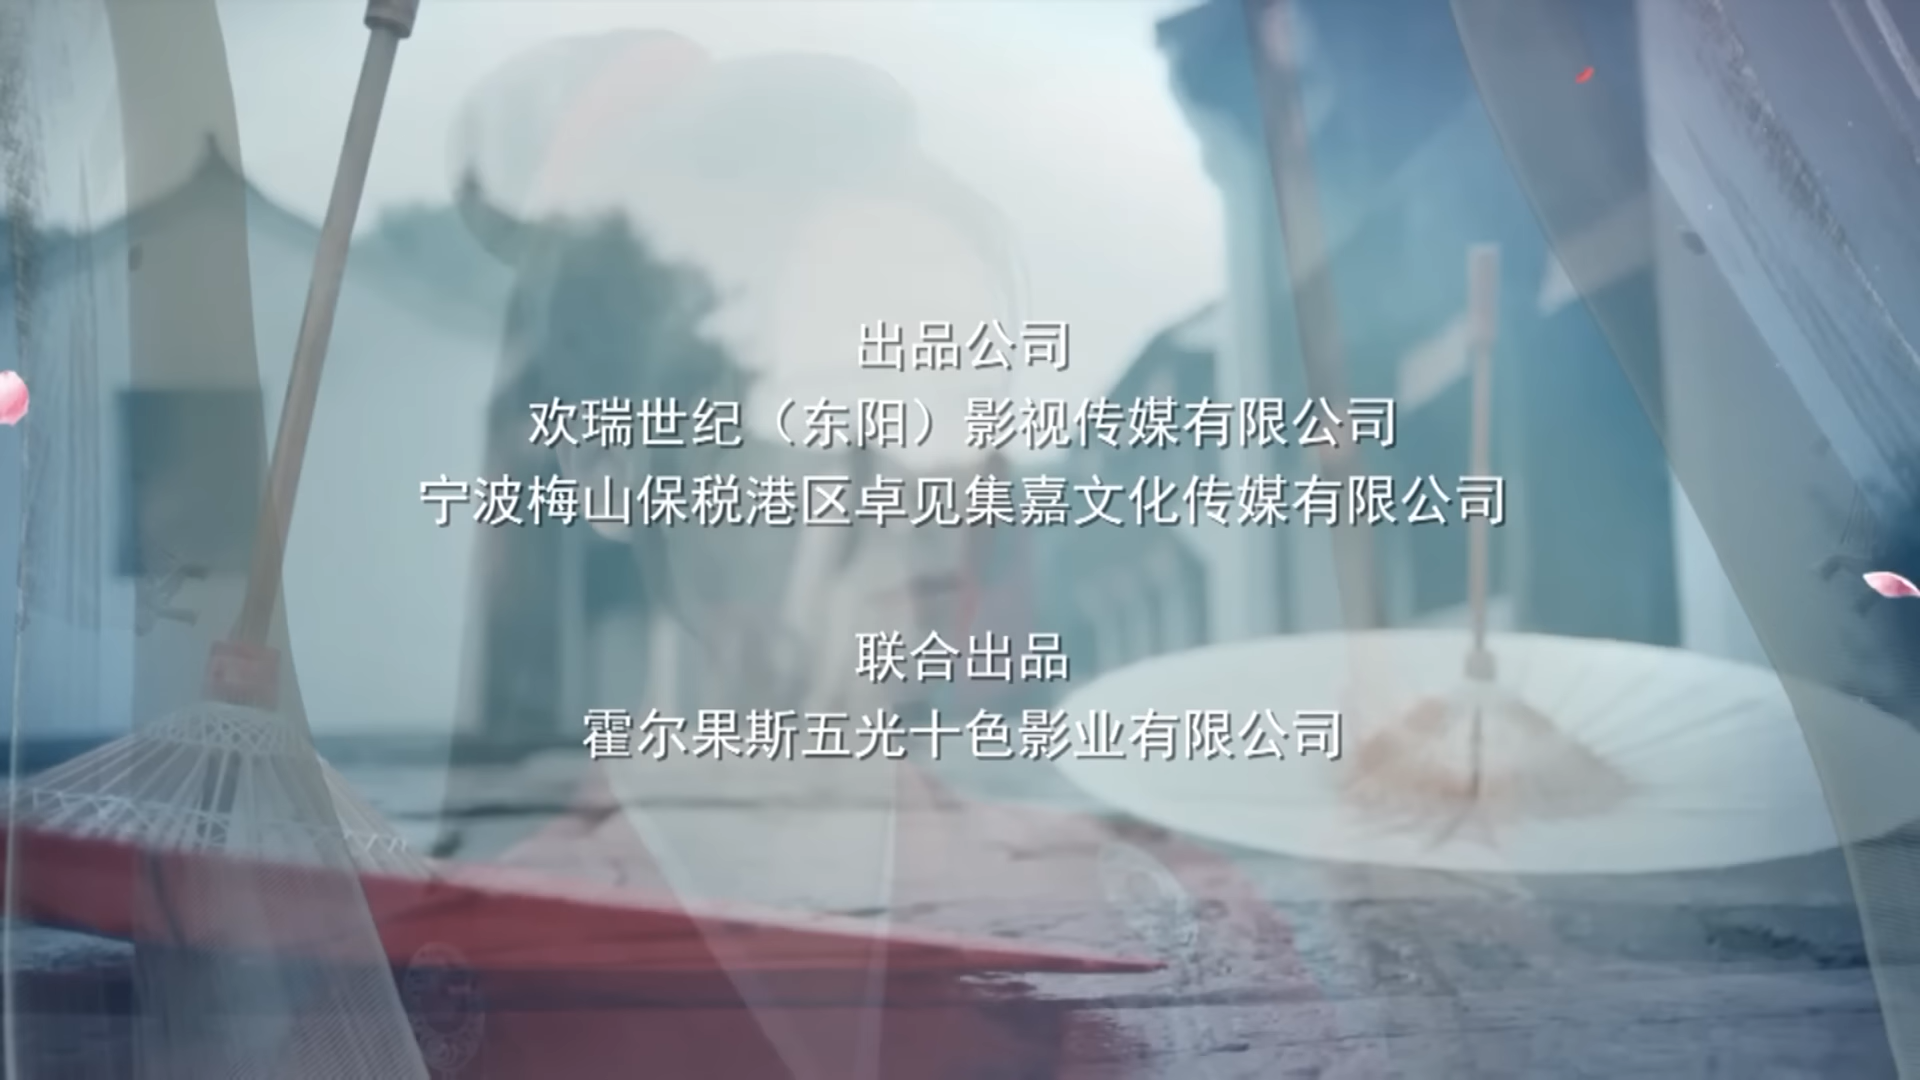 出品公司
欢瑞世纪（东阳）影视传媒有限公司
宁波梅山保税港区卓见集嘉文化传媒有限公司
联合出品
霍尔果斯五光十色影业有限公司